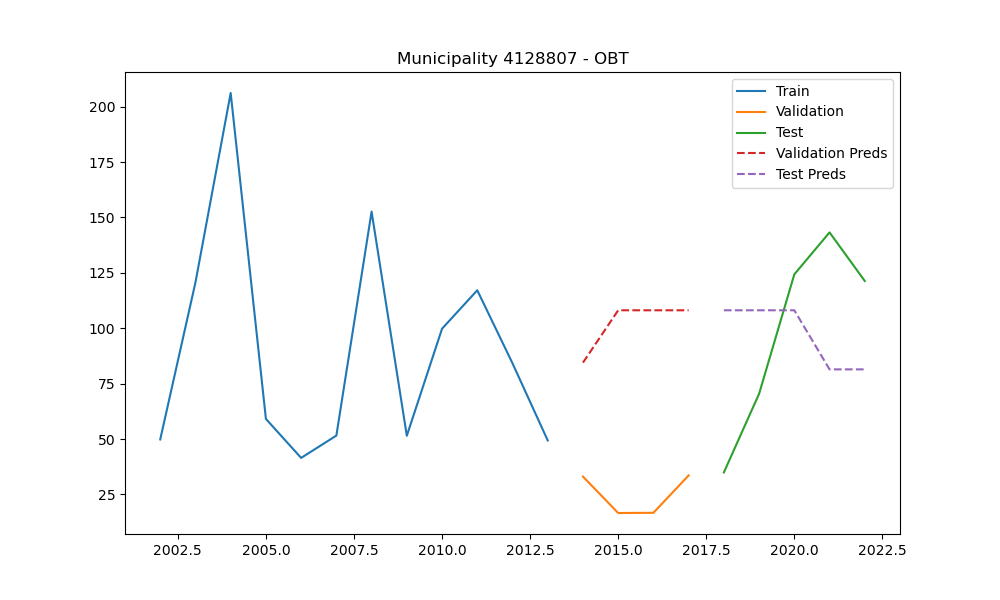 Municipality 4128807 - OBT
Train
Validation
Test
Validation Preds
Test Preds
200
175
150
125
100
75
50
25
2002.5 2005.0 2007.5 2010.0 2012.5 2015.0 2017.5 2020.0 2022.5